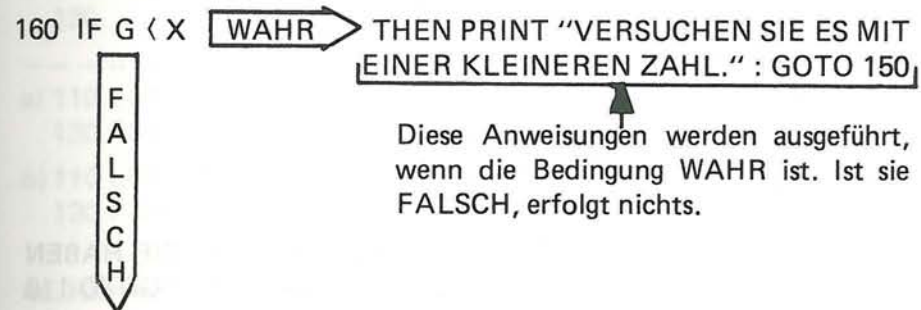 160 IF G ⟨ X WAHR THEN PRINT “VERSUCHEN SIE ES MIT
EINER KLEINEREN ZAHL.” : GOTO 150
FALSCH
Diese Anweisungen werden ausgeführt,
wenn die Bedingung WAHR ist. Ist sie
FALSCH, erfolgt nichts.